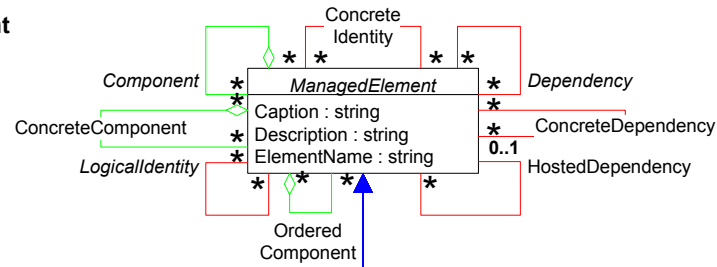 nt
Concrete
Identity
* * * *
Component * ManagedElement * Dependency
* *
Caption : string
ConcreteComponent Description : string * ConcreteDependency
* 0..1
LogicalIdentity * ElementName : string HostedDependency
* * * *
Ordered
Component